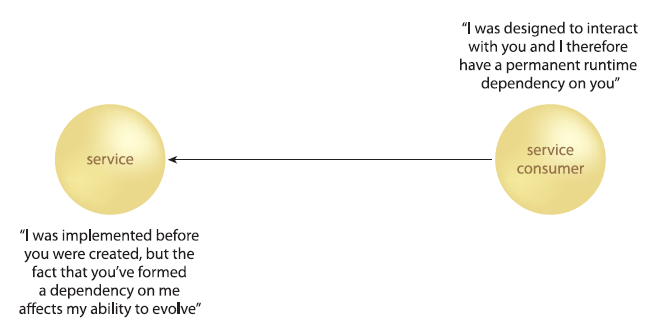 “I was designed to interact
with you and I therefore
have a permanent runtime
dependency on you”
service
service
consumer
“I was implemented before
you were created, but the
fact that you’ve formed
a dependency on me
affects my ability to evolve”